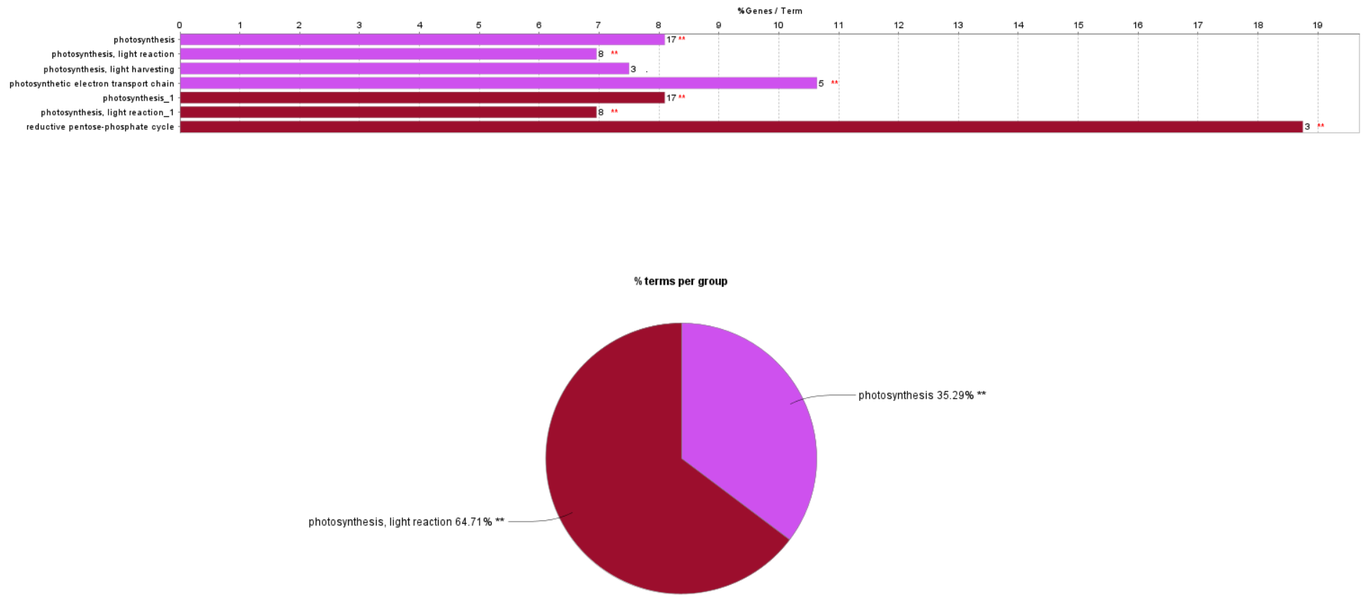 %Genes / Term
0 1 2 3 4 5 6 7 8 9 10 11 12 13 14 15 16 17 18 19
photosynthesis 17 **
photosynthesis, light reaction 8 **
photosynthesis, light harvesting 3 .
photosynthetic electron transport chain 5 **
photosynthesis_1 17 **
photosynthesis, light reaction_1 8 **
reductive pentose-phosphate cycle 3 **
% terms per group
photosynthesis 35.29% **
photosynthesis, light reaction 64.71% **